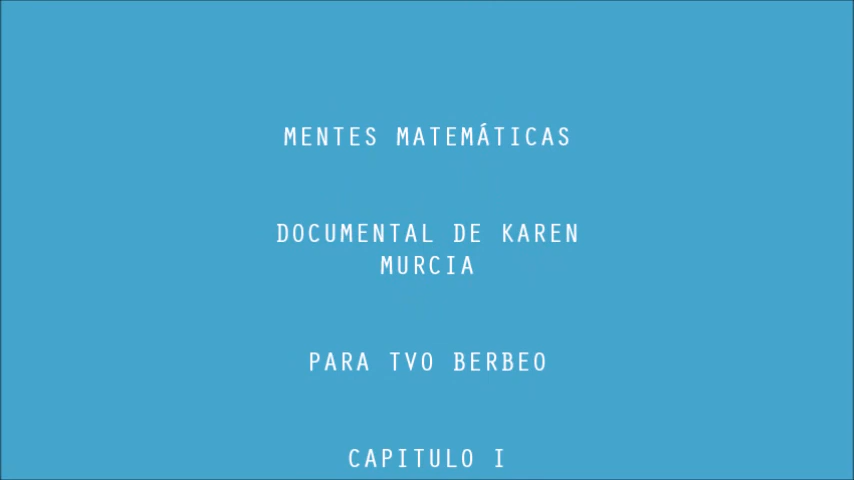 MENTES MATEMÁTICAS
DOCUMENTAL DE KAREN
MURCIA
PARA TVO BERBEO
CAPITULO I